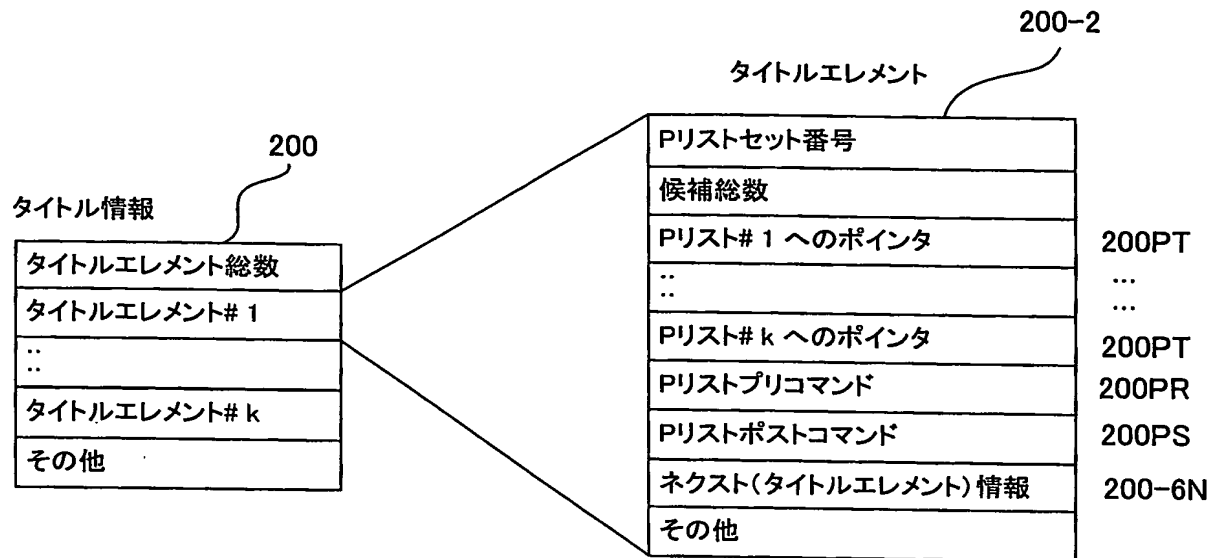 200-2
タイトルエレメント
200
タイトル情報
タイトルエレメント総数
タイトルエレメント# 1
::
タイトルエレメント# k
その他
Pリストセット番号
候補総数
Pリスト# 1 へのポインタ 200PT
:: …
…
Pリスト# k へのポインタ 200PT
Pリストプリコマンド 200PR
Pリストポストコマンド 200PS
ネクスト(タイトルエレメント)情報 200-6N
その他